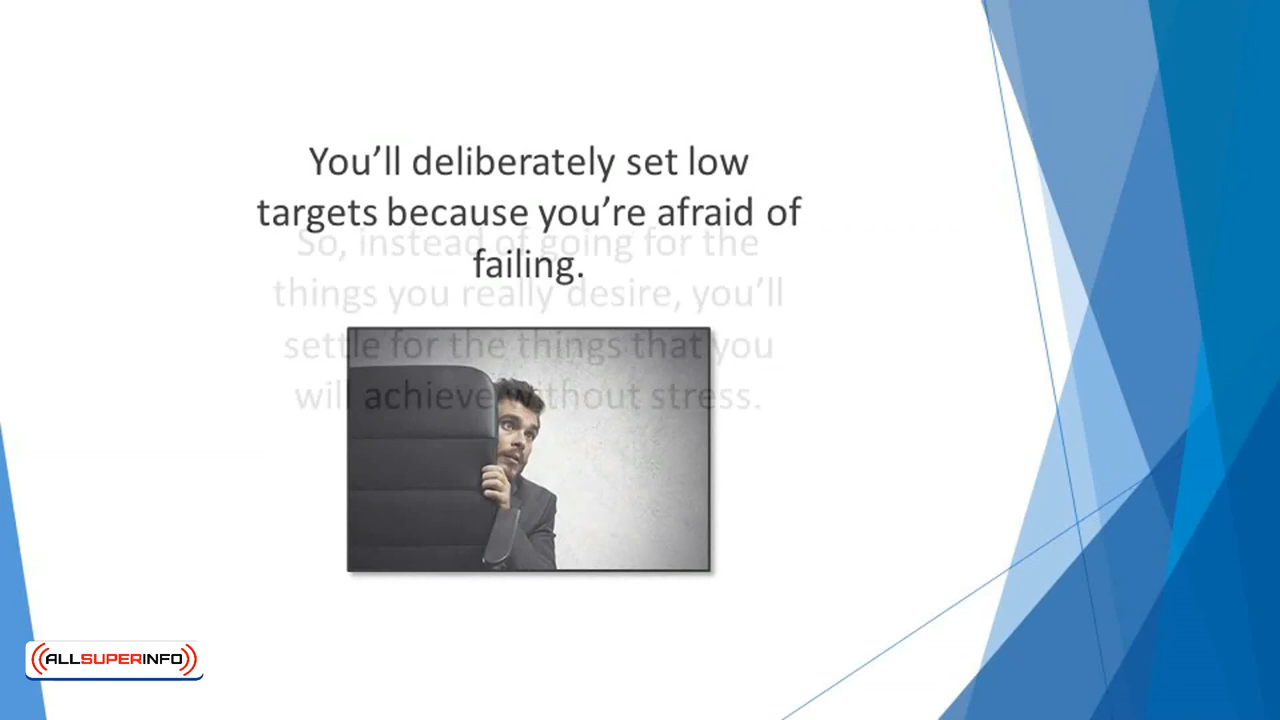 You’ll deliberately set low
targets because you’re afraid of
failing.
So, instead of going for the
things you really desire, you’ll
settle for the things that you
will achieve without stress.
ALLSUPERINFO